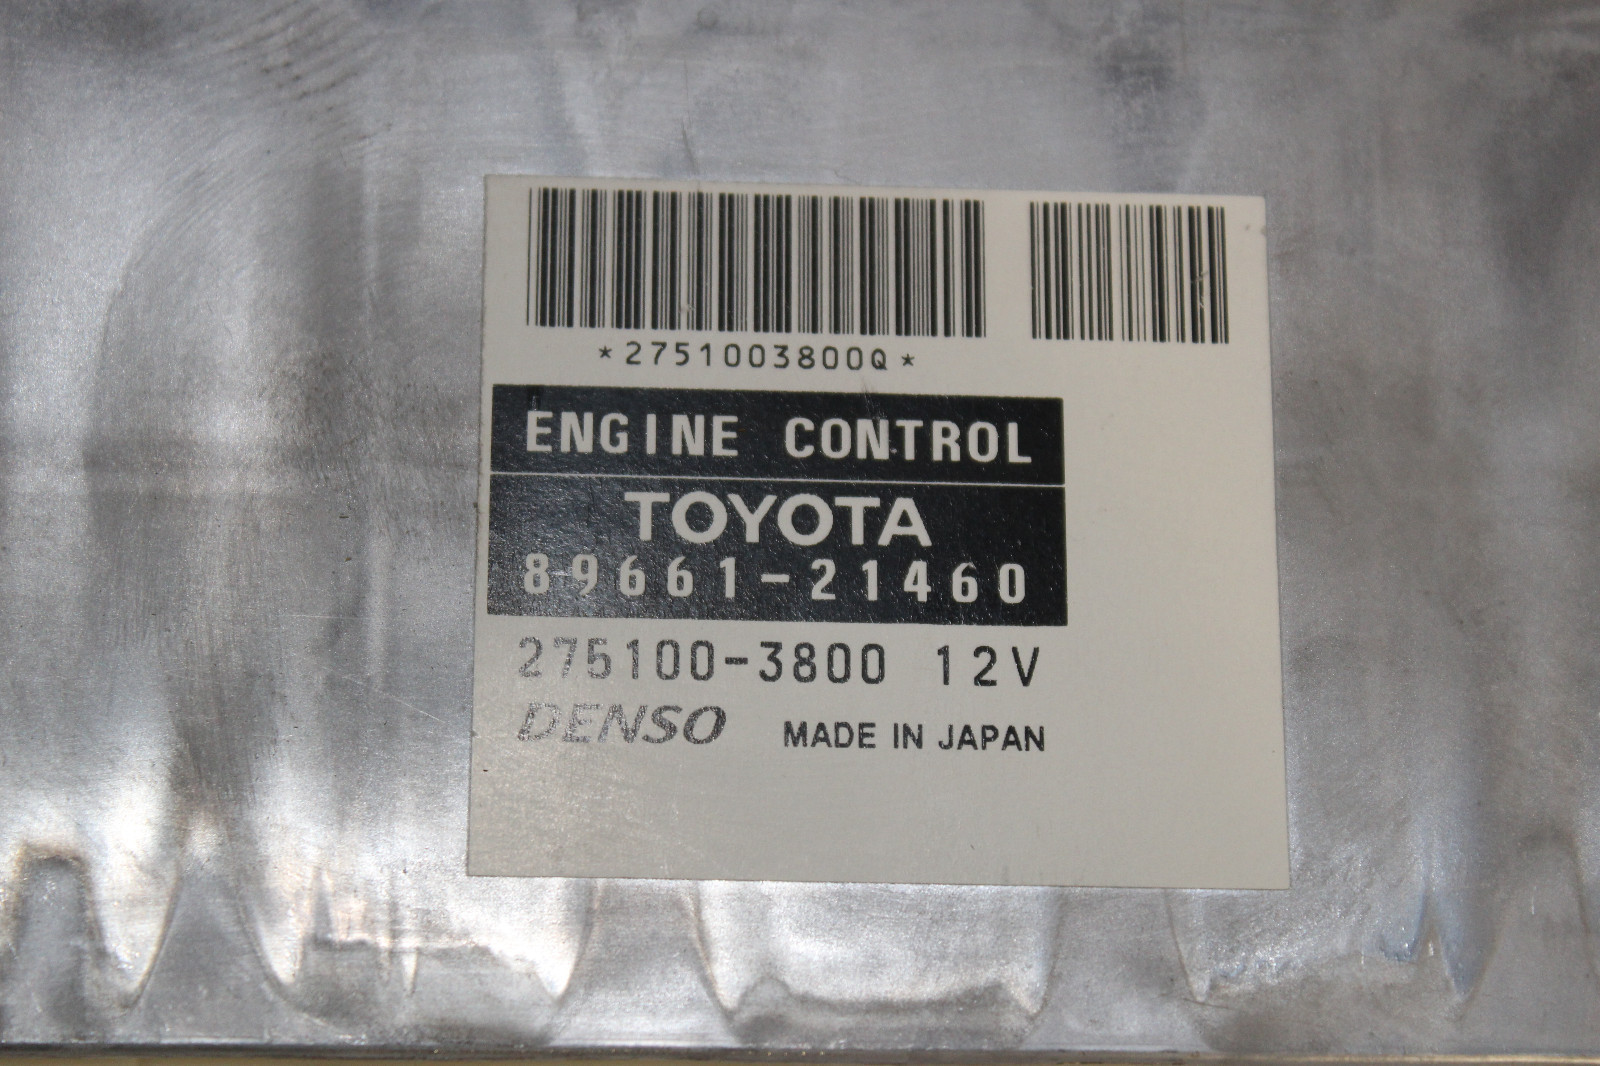 *2751003800Q*
ENGINE CONTROL
TOYOTA
89661-21460
275100-3800 12V
DENSO MADE IN JAPAN